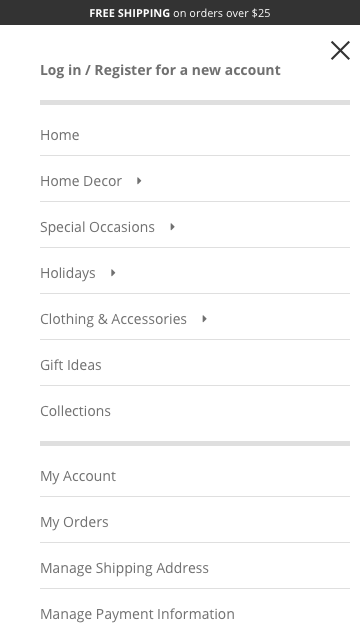 FREE SHIPPING on orders over $25
Log in / Register for a new account
Home
Home Decor
Special Occasions
Holidays
Clothing & Accessories
Gift Ideas
Collections
My Account
My Orders
Manage Shipping Address
Manage Payment Information